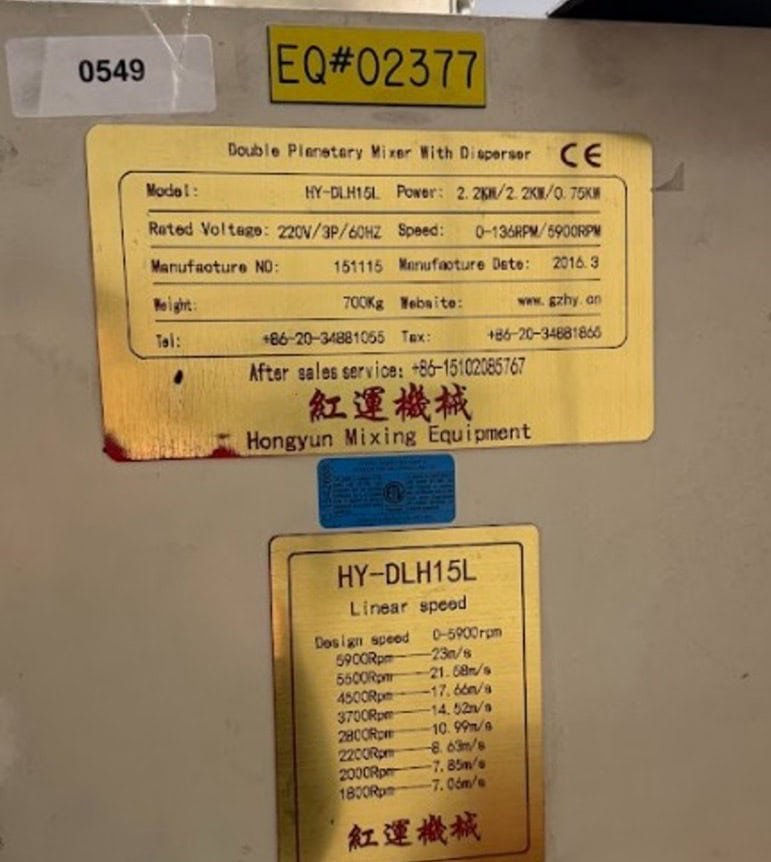 0549
EQ#02377
Double Planetary Mixer With Disperser CE
Model: HY-DLH15L Power: 2.2KW/2.2KW/0.75KW
Rated Voltage: 220V/3P/60HZ Speed: 0-136RPM/5900RPM
Manufacture NO: 151115 Manufacture Date: 2016.3
Weight: 700Kg Website: www.gzhy.cn
Tel: +86-20-34881055 Tax: +86-20-34881865
After sales service: +86-15102085767
紅運機械
Hongyun Mixing Equipment
HY-DLH15L
Linear speed
Design speed 0-5900rpm
5900Rpm—23m/s
5500Rpm—21.58m/s
4500Rpm—17.66m/s
3700Rpm—14.52m/s
2800Rpm—10.99m/s
2200Rpm—8.63m/s
2000Rpm—7.85m/s
1800Rpm—7.06m/s
紅運機械